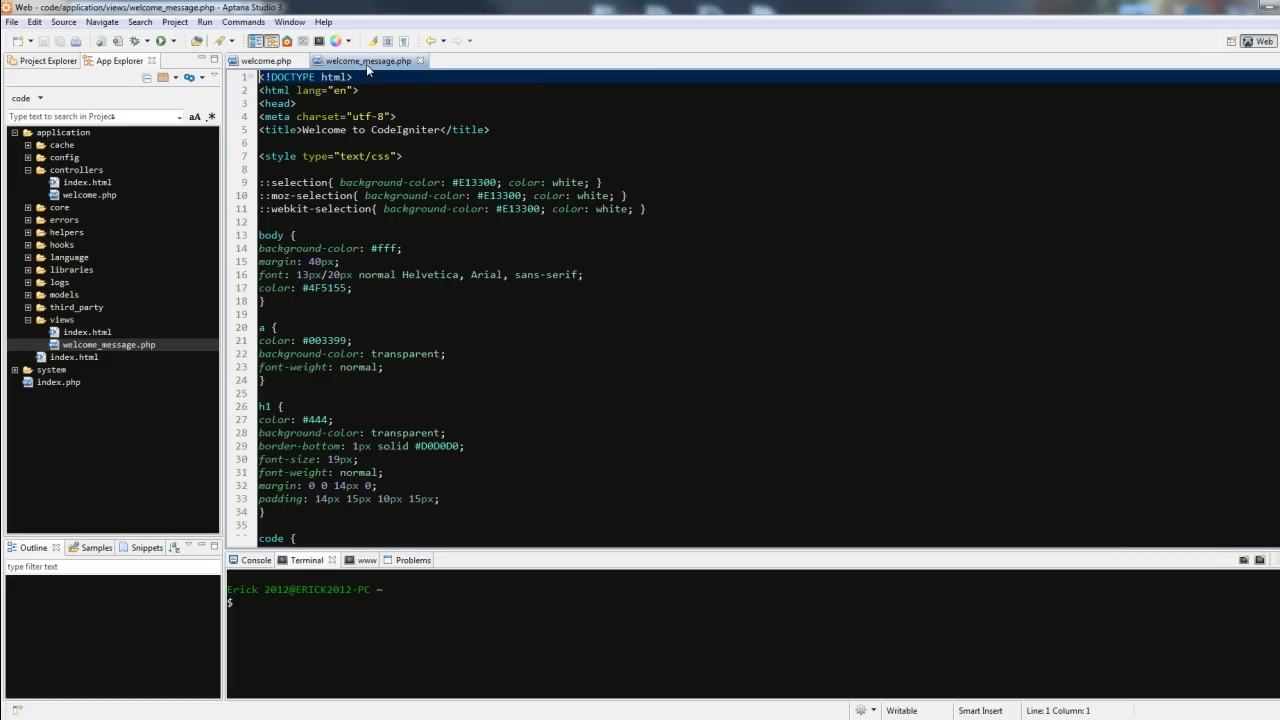 Web - code/application/views/welcome_message.php - Aptana Studio 3
File Edit Source Navigate Search Project Run Commands Window Help
Web
Project Explorer App Explorer
welcome.php welcome_message.php
code
Type text to search in Project
aA .*
application
cache
config
controllers
index.html
welcome.php
core
errors
helpers
hooks
language
libraries
logs
models
third_party
views
index.html
welcome_message.php
index.html
system
index.php
1 <!DOCTYPE html>
2 <html lang="en">
3 <head>
4 <meta charset="utf-8">
5 <title>Welcome to CodeIgniter</title>
6
7 <style type="text/css">
8
9 ::selection{ background-color: #E13300; color: white; }
10 ::moz-selection{ background-color: #E13300; color: white; }
11 ::webkit-selection{ background-color: #E13300; color: white; }
12
13 body {
14 background-color: #fff;
15 margin: 40px;
16 font: 13px/20px normal Helvetica, Arial, sans-serif;
17 color: #4F5155;
18 }
19
20 a {
21 color: #003399;
22 background-color: transparent;
23 font-weight: normal;
24 }
25
26 h1 {
27 color: #444;
28 background-color: transparent;
29 border-bottom: 1px solid #D0D0D0;
30 font-size: 19px;
31 font-weight: normal;
32 margin: 0 0 14px 0;
33 padding: 14px 15px 10px 15px;
34 }
35
code {
Outline Samples Snippets
type filter text
Console Terminal www Problems
Erick 2012@ERICK2012-PC ~
$
Writable Smart Insert Line: 1 Column: 1